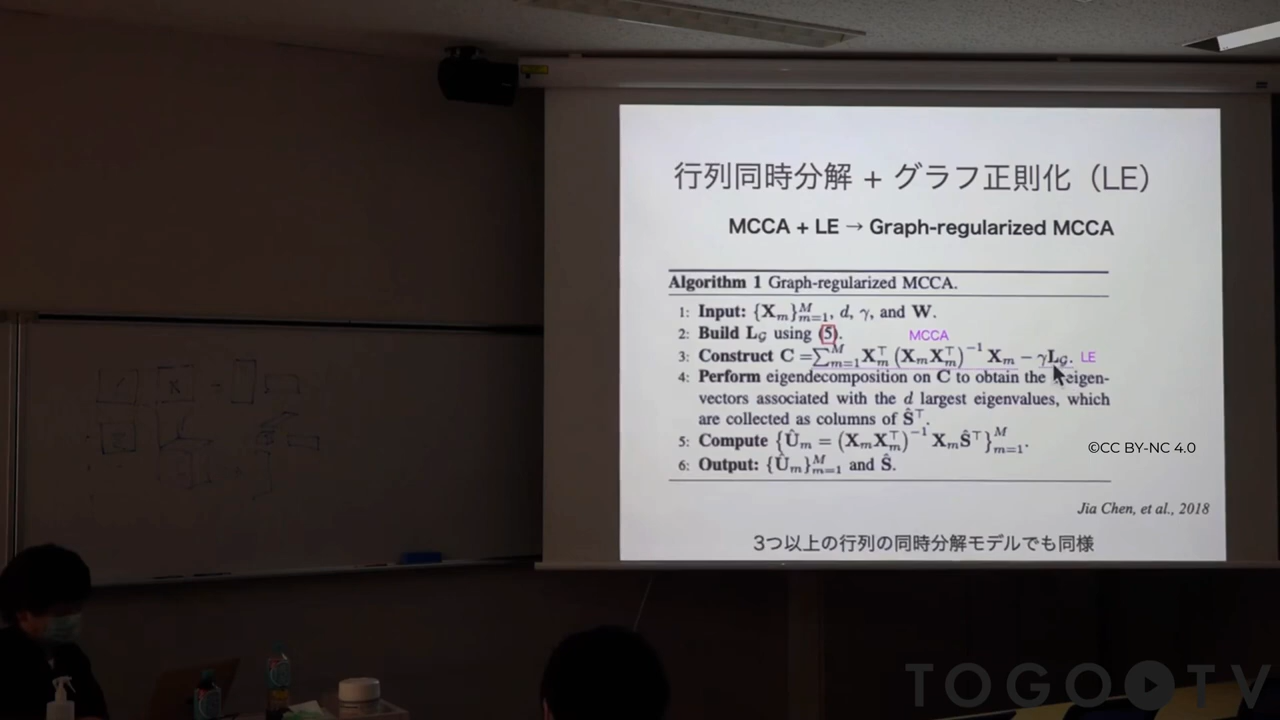 行列同時分解 + グラフ正則化（LE）
MCCA + LE → Graph-regularized MCCA
Algorithm 1 Graph-regularized MCCA.
1: Input: {X_m}_{m=1}^M, d, γ, and W.
2: Build L_G using (5).
MCCA
3: Construct C = ∑_{m=1}^M X_m^⊤ (X_m X_m^⊤)^{-1} X_m − γL_G. LE
4: Perform eigendecomposition on C to obtain the eigen-
vectors associated with the d largest eigenvalues, which
are collected as columns of Ŝ^⊤.
5: Compute {Û_m = (X_m X_m^⊤)^{-1} X_m Ŝ^⊤}_{m=1}^M.
6: Output: {Û_m}_{m=1}^M and Ŝ.
©CC BY-NC 4.0
Jia Chen, et al., 2018
3つ以上の行列の同時分解モデルでも同様
TOGO TV